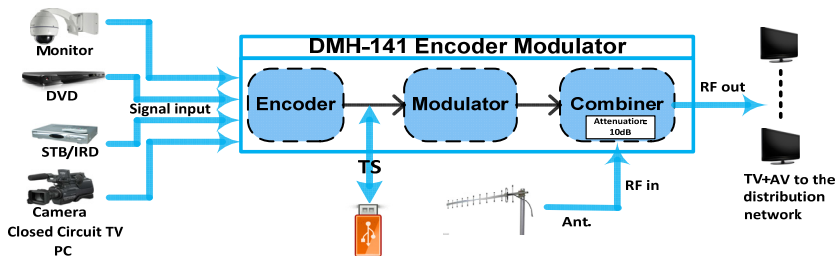 DMH-141 Encoder Modulator
Monitor
DVD
Signal input
STB/IRD
Camera
Closed Circuit TV
PC
Encoder
Modulator
Combiner
Attenuation:
10dB
TS
Ant.
RF in
RF out
TV+AV to the
distribution
network